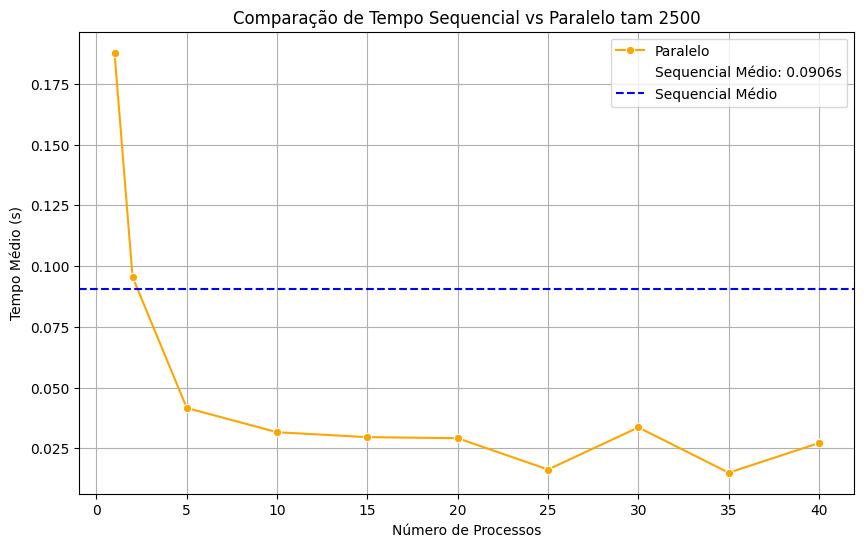 Comparação de Tempo Sequencial vs Paralelo tam 2500
Paralelo
Sequencial Médio: 0.0906s
Sequencial Médio
Tempo Médio (s)
0.175
0.150
0.125
0.100
0.075
0.050
0.025
0 5 10 15 20 25 30 35 40
Número de Processos